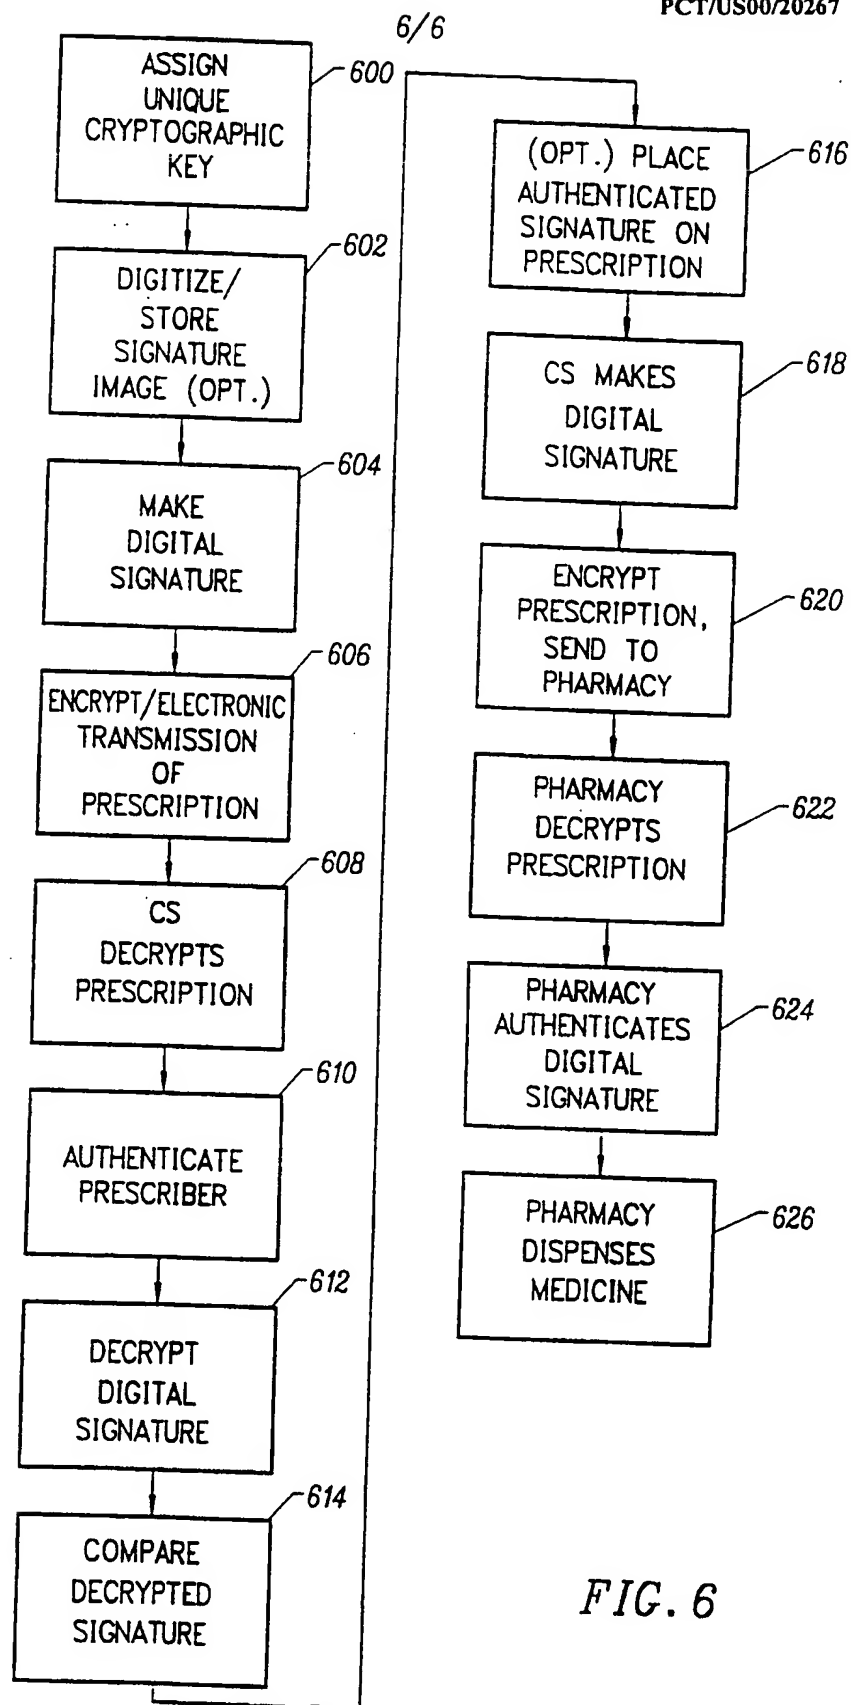 PCT/US00/20267
6/6
ASSIGN
UNIQUE
CRYPTOGRAPHIC
KEY
600
DIGITIZE/
STORE
SIGNATURE
IMAGE (OPT.)
602
MAKE
DIGITAL
SIGNATURE
604
ENCRYPT/ELECTRONIC
TRANSMISSION
OF
PRESCRIPTION
606
CS
DECRYPTS
PRESCRIPTION
608
AUTHENTICATE
PRESCRIBER
610
DECRYPT
DIGITAL
SIGNATURE
612
COMPARE
DECRYPTED
SIGNATURE
614
(OPT.) PLACE
AUTHENTICATED
SIGNATURE ON
PRESCRIPTION
616
CS MAKES
DIGITAL
SIGNATURE
618
ENCRYPT
PRESCRIPTION,
SEND TO
PHARMACY
620
PHARMACY
DECRYPTS
PRESCRIPTION
622
PHARMACY
AUTHENTICATES
DIGITAL
SIGNATURE
624
PHARMACY
DISPENSES
MEDICINE
626
FIG. 6